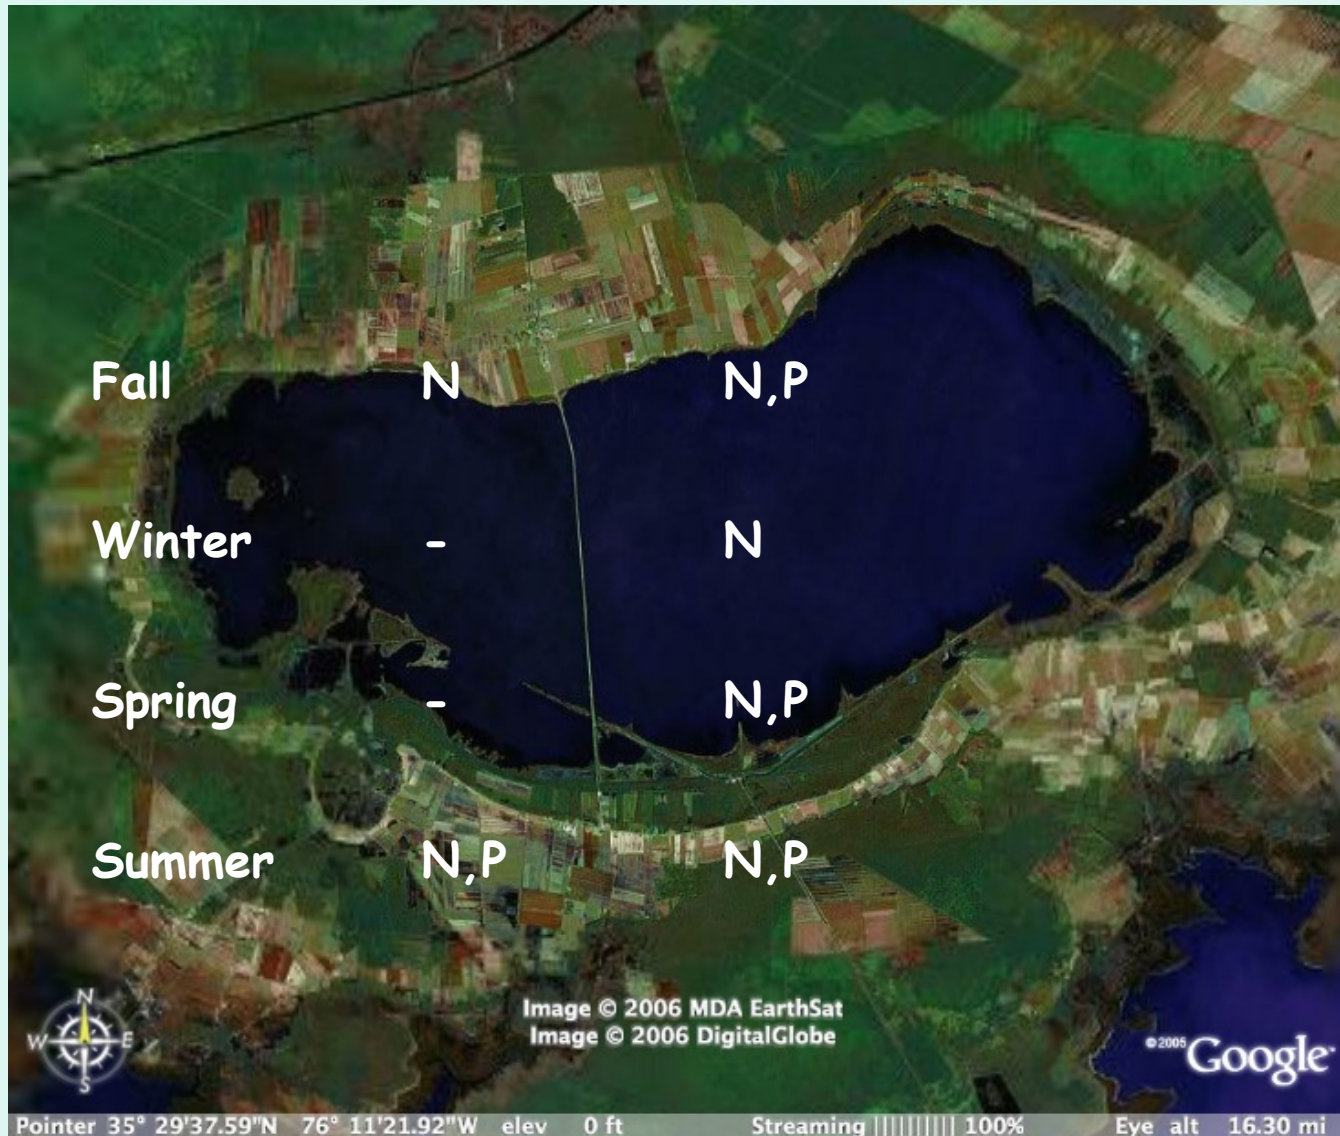 Fall N N,P
Winter - N
Spring - N,P
Summer N,P N,P
N
W E
S
Image © 2006 MDA EarthSat
Image © 2006 DigitalGlobe
©2005 Google™
Pointer 35° 29'37.59"N 76° 11'21.92"W elev 0 ft Streaming |||||||||| 100% Eye alt 16.30 mi